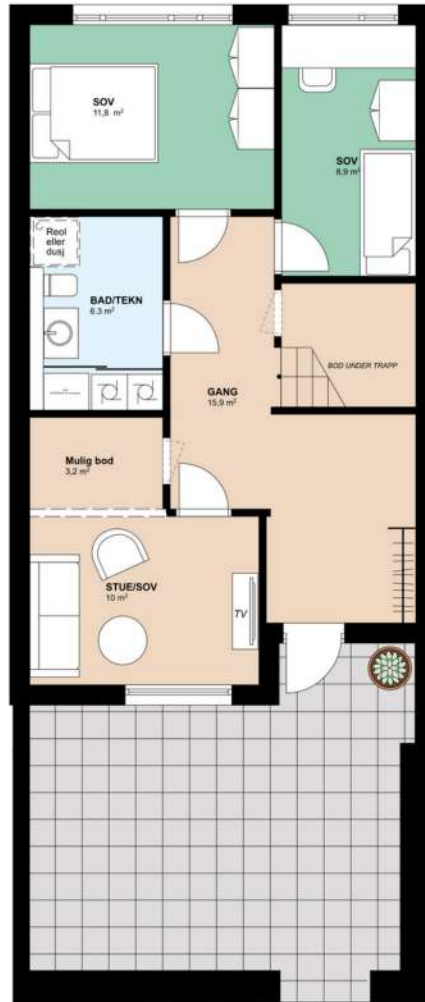 SOV
11,8 m²
SOV
8,9 m²
Reol
eller
dusj
BAD/TEKN
6,3 m²
BOD UNDER TRAPP
GANG
15,9 m²
Mulig bod
3,2 m²
STUE/SOV
10 m²
TV